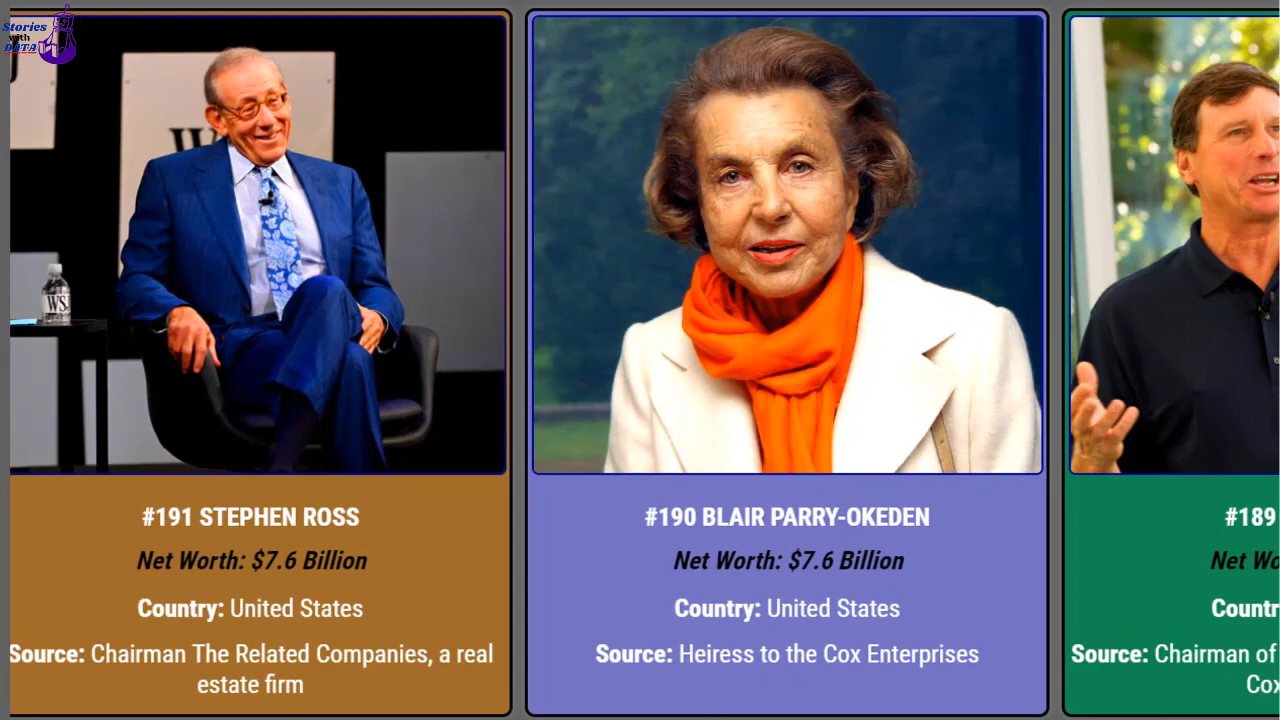 Stories
with
DATA
W
WSJ
#191 STEPHEN ROSS
Net Worth: $7.6 Billion
Country: United States
Source: Chairman The Related Companies, a real
estate firm
#190 BLAIR PARRY-OKEDEN
Net Worth: $7.6 Billion
Country: United States
Source: Heiress to the Cox Enterprises
#189
Net Wo
Countr
Source: Chairman of
Cox